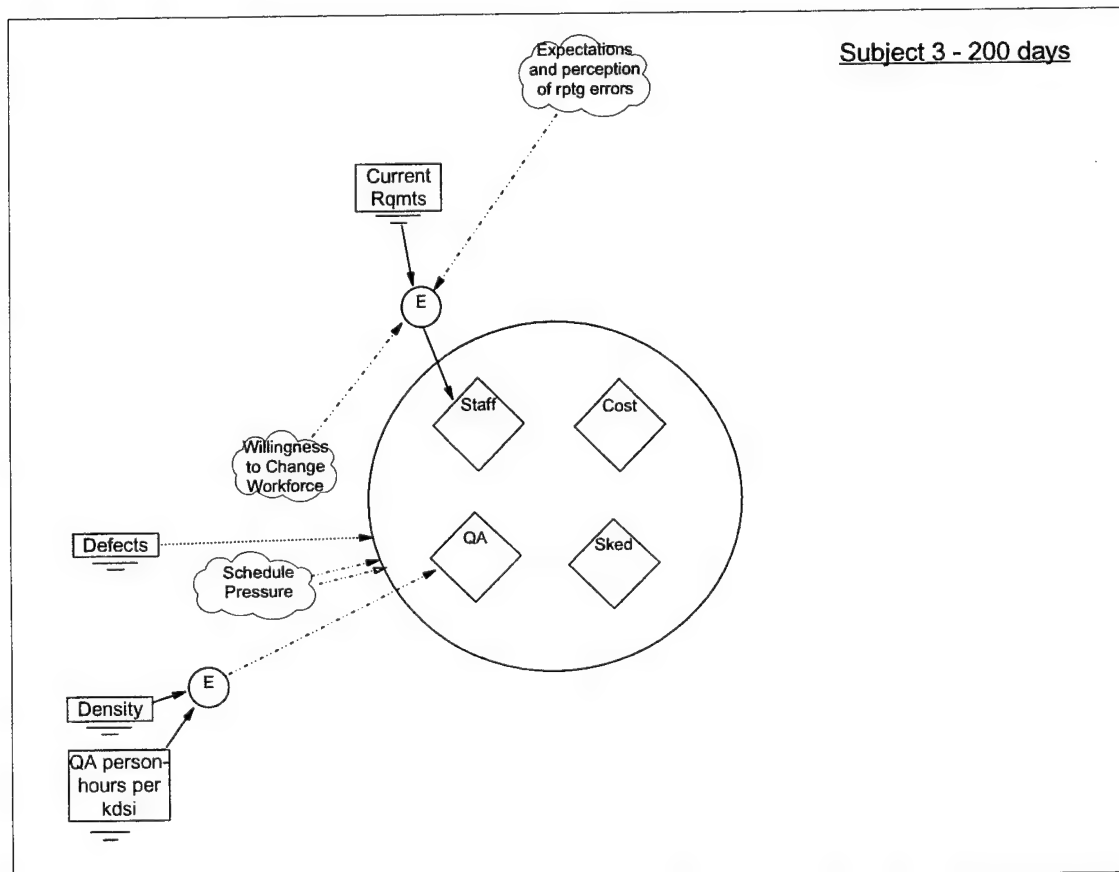 Subject 3 - 200 days
Expectations
and perception
of rptg errors
Current
Rqmts
E
Staff
Cost
Willingness
to Change
Workforce
Defects
QA
Sked
Schedule
Pressure
E
Density
QA person-
hours per
kdsi